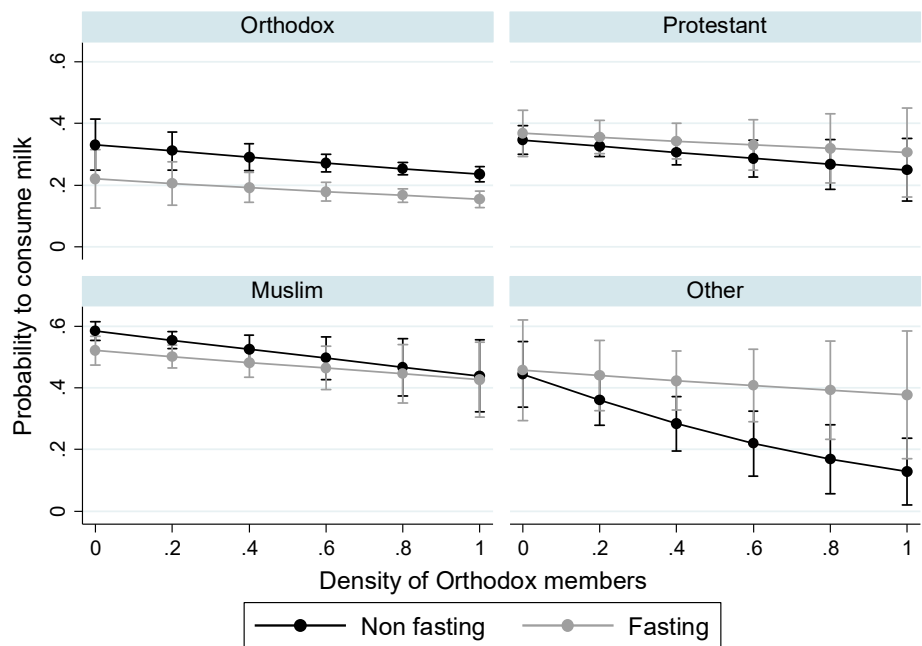 Orthodox
Protestant
.6
.4
.2
0
Muslim
Other
.6
.4
.2
0
Probability to consume milk
0 .2 .4 .6 .8 1
0 .2 .4 .6 .8 1
Density of Orthodox members
Non fasting
Fasting